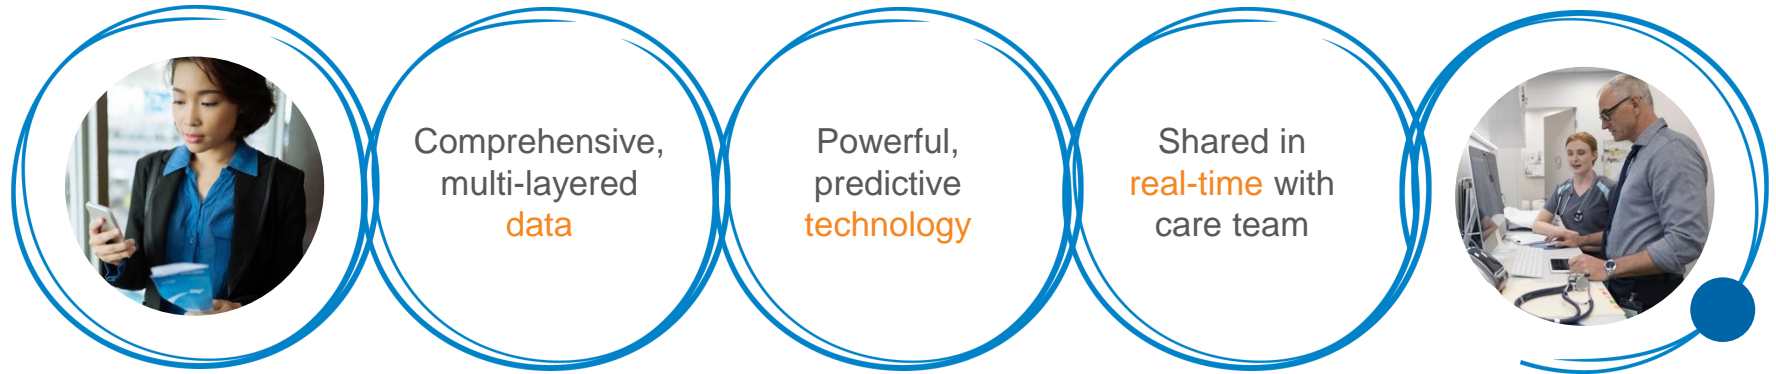 Comprehensive,
multi-layered
data
Powerful,
predictive
technology
Shared in
real-time with
care team